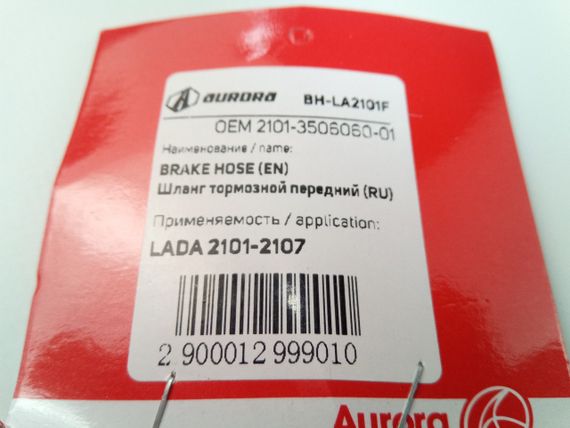 AURORA BH-LA2101F
OEM 2101-3506060-01
Наименование / name:
BRAKE HOSE (EN)
Шланг тормозной передний (RU)
Применяемость / application:
LADA 2101-2107
2 900012 999010
Aurora